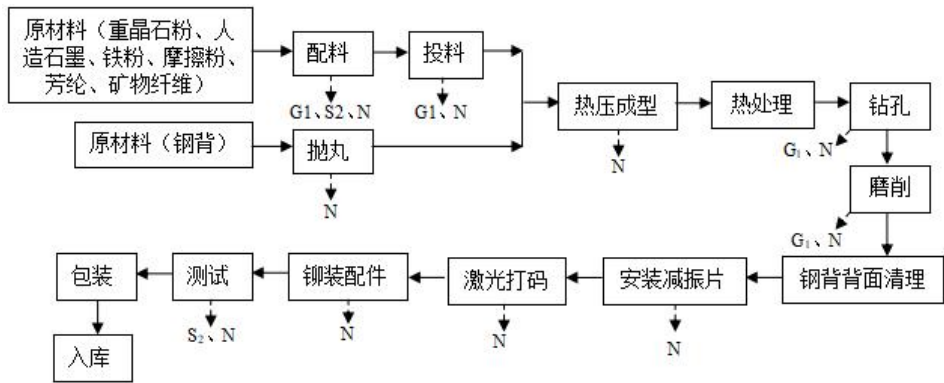 原材料（重晶石粉、人
造石墨、铁粉、摩擦粉、
芳纶、矿物纤维）
配料
投料
G1、S2、N
G1、N
原材料（钢背）
抛丸
N
热压成型
N
热处理
钻孔
G₁、N
磨削
G₁、N
钢背背面清理
安装减振片
N
激光打码
N
铆装配件
N
测试
S₂、N
包装
入库